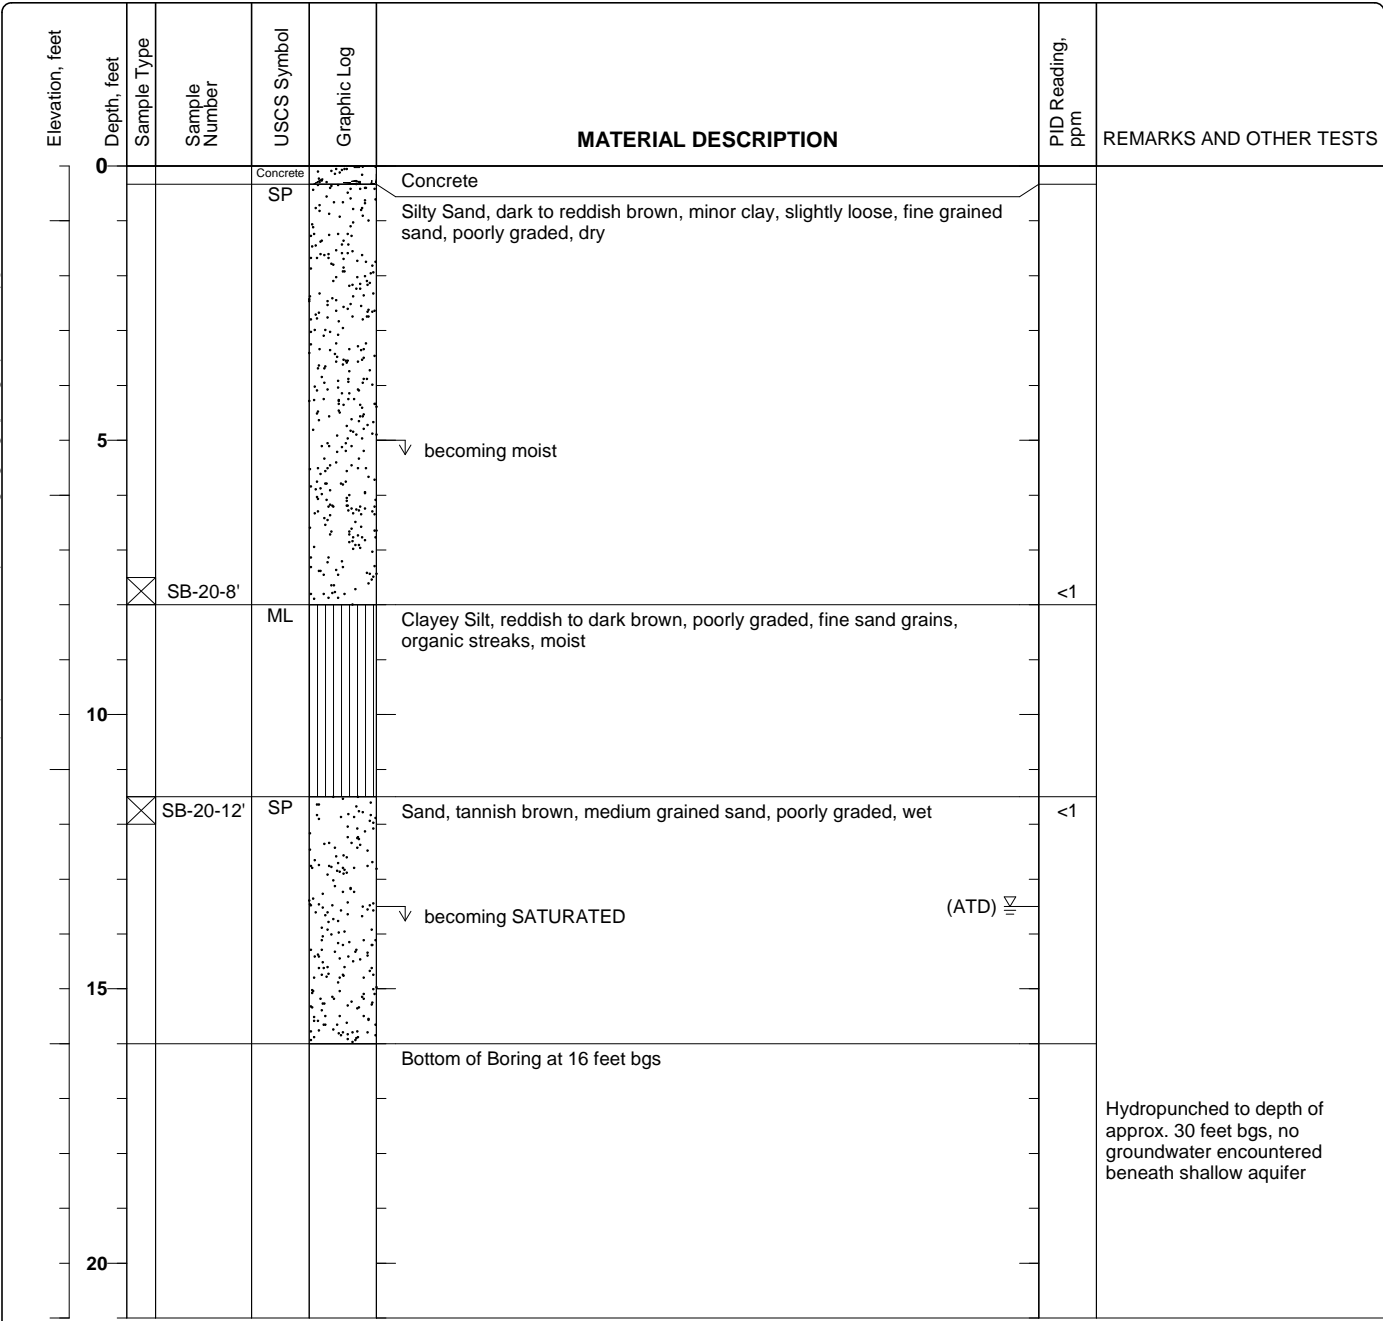 Elevation, feet
Depth, feet
Sample Type
Sample
Number
USCS Symbol
Graphic Log
MATERIAL DESCRIPTION
PID Reading,
ppm
REMARKS AND OTHER TESTS
0
Concrete
Concrete
SP
Silty Sand, dark to reddish brown, minor clay, slightly loose, fine grained
sand, poorly graded, dry
5
becoming moist
SB-20-8'
<1
ML
Clayey Silt, reddish to dark brown, poorly graded, fine sand grains,
organic streaks, moist
10
SB-20-12'
SP
Sand, tannish brown, medium grained sand, poorly graded, wet
<1
becoming SATURATED
(ATD)
15
Bottom of Boring at 16 feet bgs
Hydropunched to depth of
approx. 30 feet bgs, no
groundwater encountered
beneath shallow aquifer
20